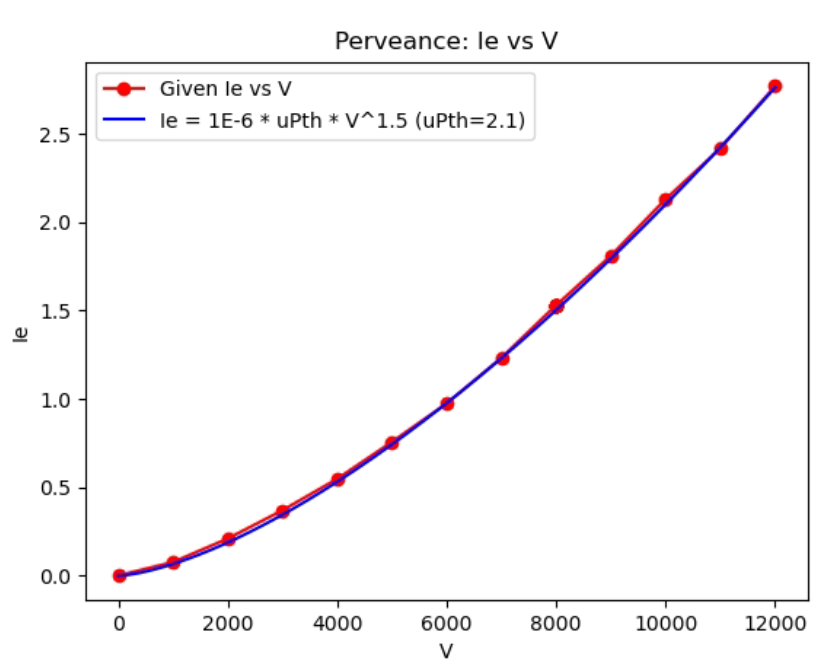 Perveance: Ie vs V
Given Ie vs V
Ie = 1E-6 * uPth * V^1.5 (uPth=2.1)
2.5
2.0
1.5
1.0
0.5
0.0
Ie
0 2000 4000 6000 8000 10000 12000
V